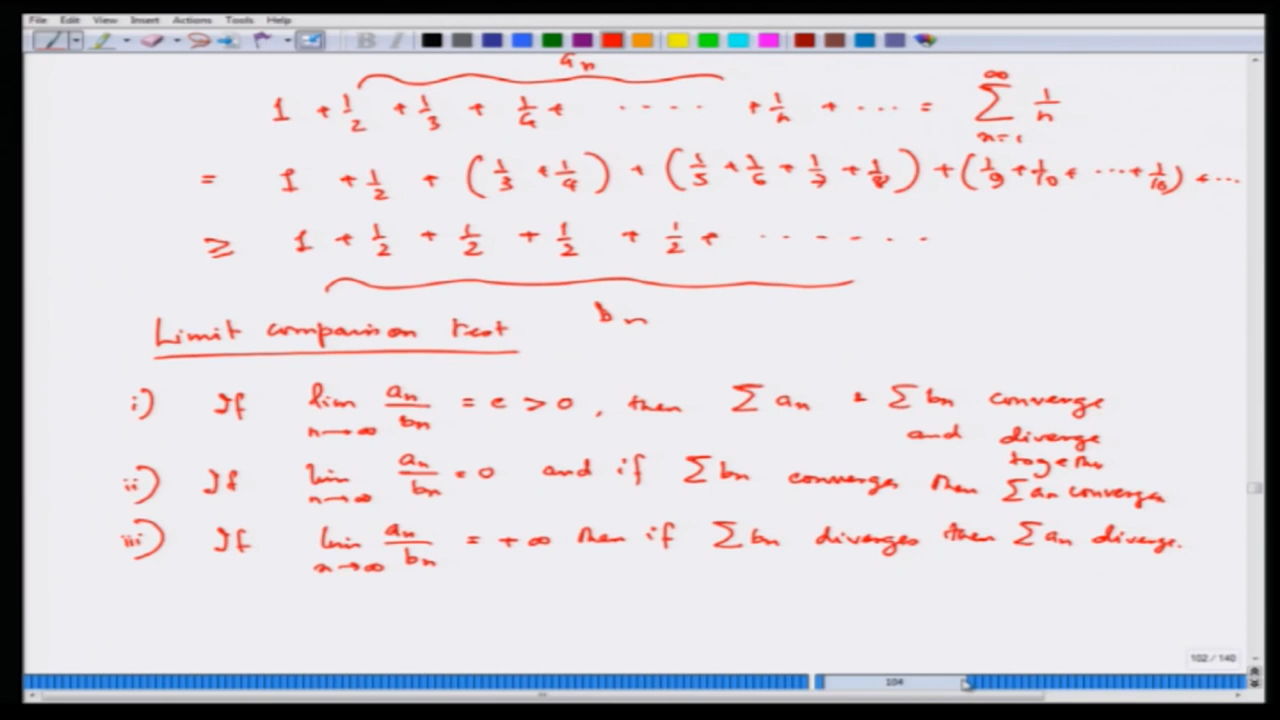 File Edit View Insert Actions Tools Help
a_n
1 + 1/2 + 1/3 + 1/4 + ..... + 1/n + ... = ∑_{n=1}^{∞} 1/n
= 1 + 1/2 + (1/3 + 1/4) + (1/5 + 1/6 + 1/7 + 1/8) + (1/9 + 1/10 + ... + 1/16) + ...
≥ 1 + 1/2 + 1/2 + 1/2 + 1/2 + .......
b_n
Limit comparison test
i) If lim_{n→∞} a_n/b_n = c > 0, then ∑ a_n & ∑ b_n converge
and diverge
together
ii) If lim_{n→∞} a_n/b_n = 0 and if ∑ b_n converges then ∑ a_n converges
iii) If lim_{n→∞} a_n/b_n = +∞ then if ∑ b_n diverges then ∑ a_n diverge.
102 / 140
104